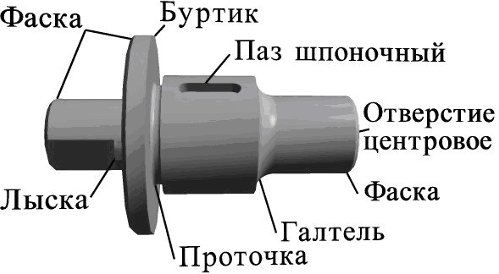 Фаска
Буртик
Паз шпоночный
Отверстие
центровое
Лыска
Фаска
Галтель
Проточка